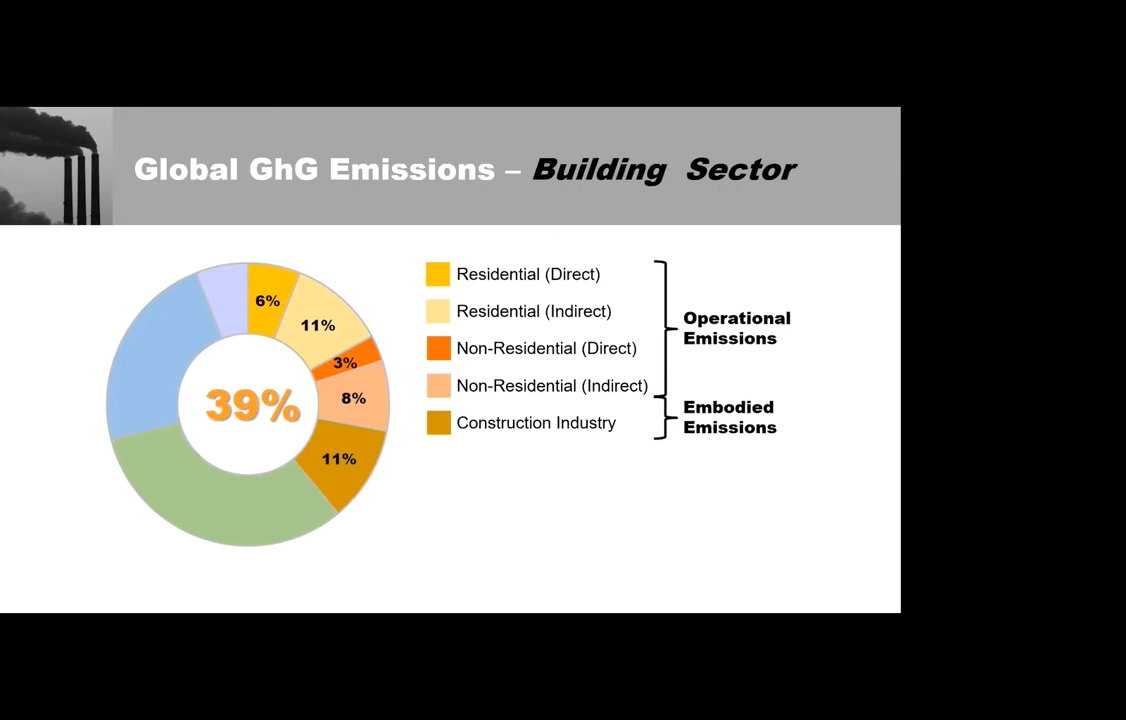 Global GhG Emissions – Building Sector
6%
11%
3%
8%
11%
39%
Residential (Direct)
Residential (Indirect)
Non-Residential (Direct)
Non-Residential (Indirect)
Construction Industry
Operational
Emissions
Embodied
Emissions